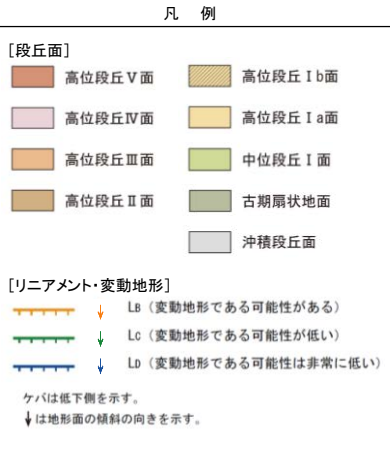 凡 例
[段丘面]
高位段丘Ⅴ面
高位段丘Ⅳ面
高位段丘Ⅲ面
高位段丘Ⅱ面
高位段丘Ⅰb面
高位段丘Ⅰa面
中位段丘Ⅰ面
古期扇状地面
沖積段丘面
[リニアメント・変動地形]
LB（変動地形である可能性がある）
LC（変動地形である可能性が低い）
LD（変動地形である可能性は非常に低い）
ケバは低下側を示す。
↓は地形面の傾斜の向きを示す。